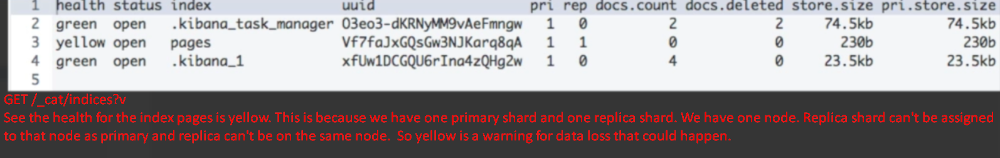 1 health status index uuid pri rep docs.count docs.deleted store.size pri.store.size
2 green open .kibana_task_manager O3eo3-dKRNyMM9vAeFmngw 1 0 2 2 74.5kb 74.5kb
3 yellow open pages Vf7faJxGQsGw3NJKarq8qA 1 1 0 0 230b 230b
4 green open .kibana_1 xfUw1DCGQU6rIna4zQHg2w 1 0 4 0 23.5kb 23.5kb
5
GET /_cat/indices?v
See the health for the index pages is yellow. This is because we have one primary shard and one replica shard. We have one node. Replica shard can't be assigned
to that node as primary and replica can't be on the same node. So yellow is a warning for data loss that could happen.